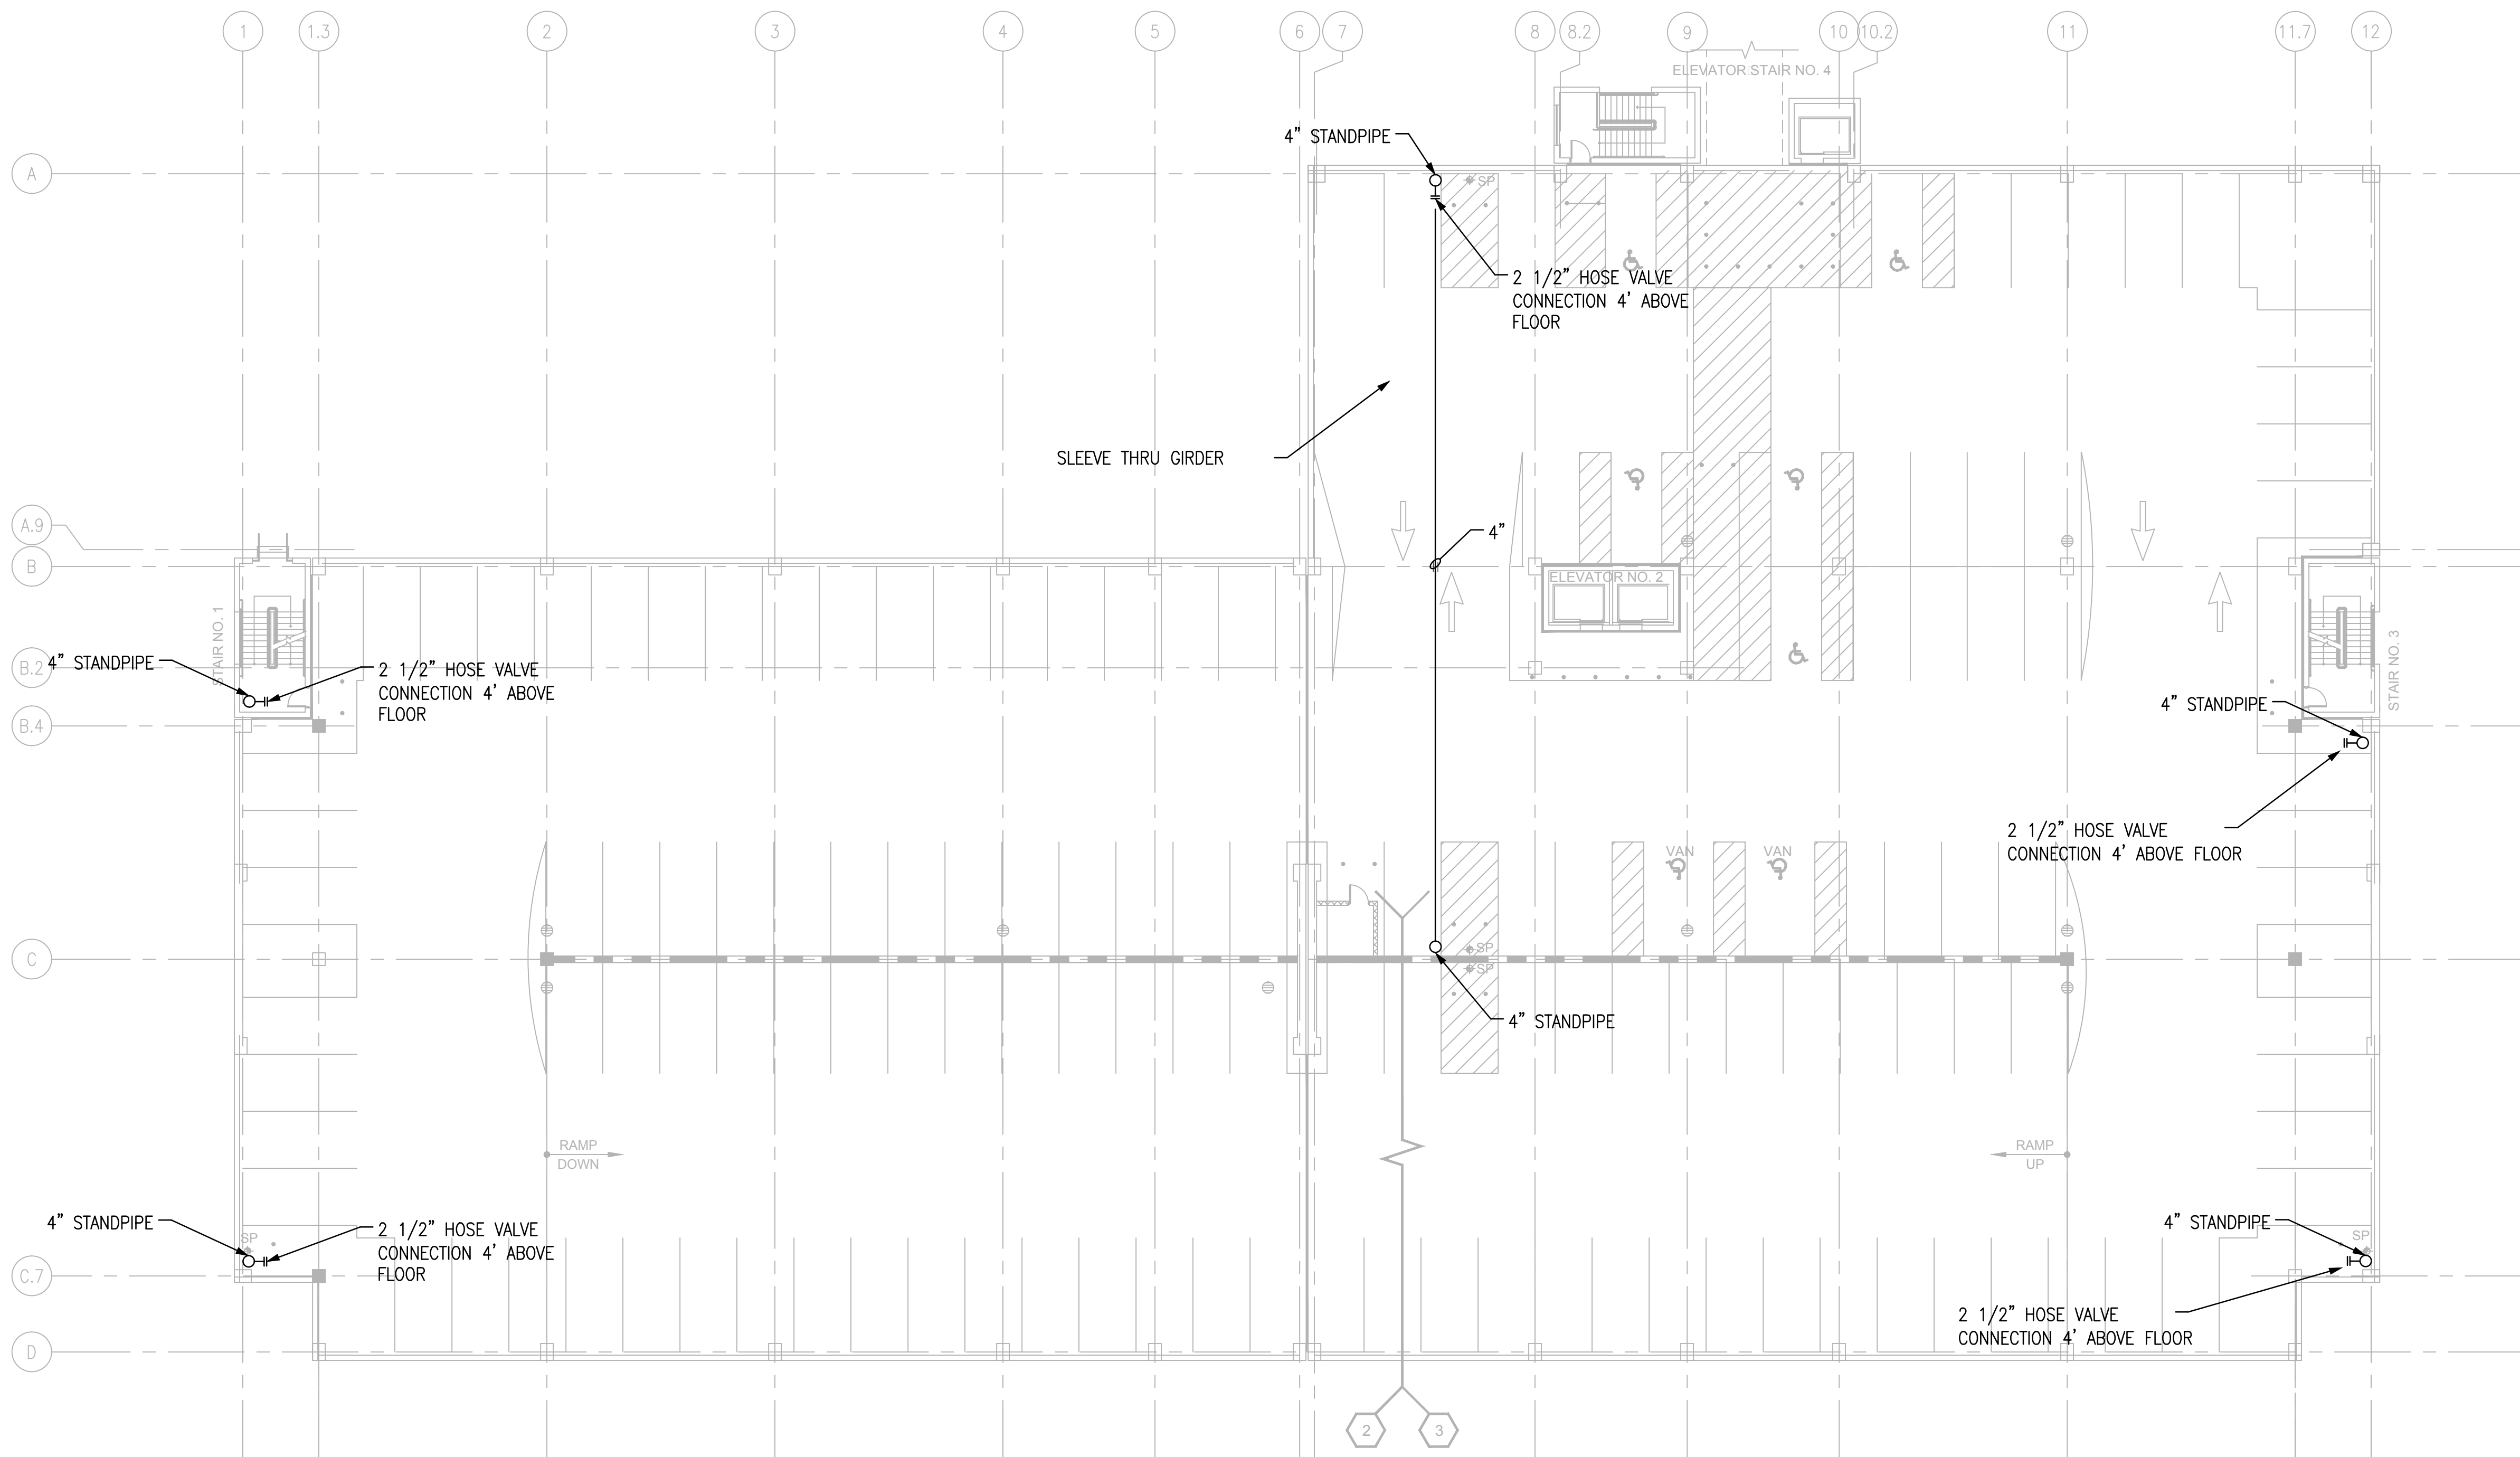 1
1.3
2
3
4
5
6
7
8
8.2
9
10
10.2
11
11.7
12
ELEVATOR STAIR NO. 4
4" STANDPIPE
A
SP
2 1/2" HOSE VALVE
CONNECTION 4' ABOVE
FLOOR
SLEEVE THRU GIRDER
A.9
4"
B
ELEVATOR NO. 2
STAIR NO. 1
STAIR NO. 3
B.2
4" STANDPIPE
2 1/2" HOSE VALVE
CONNECTION 4' ABOVE
FLOOR
4" STANDPIPE
B.4
2 1/2" HOSE VALVE
CONNECTION 4' ABOVE FLOOR
VAN
VAN
C
SP
SP
4" STANDPIPE
RAMP
DOWN
RAMP
UP
4" STANDPIPE
2 1/2" HOSE VALVE
CONNECTION 4' ABOVE
FLOOR
SP
4" STANDPIPE
SP
C.7
2 1/2" HOSE VALVE
CONNECTION 4' ABOVE FLOOR
D
2
3